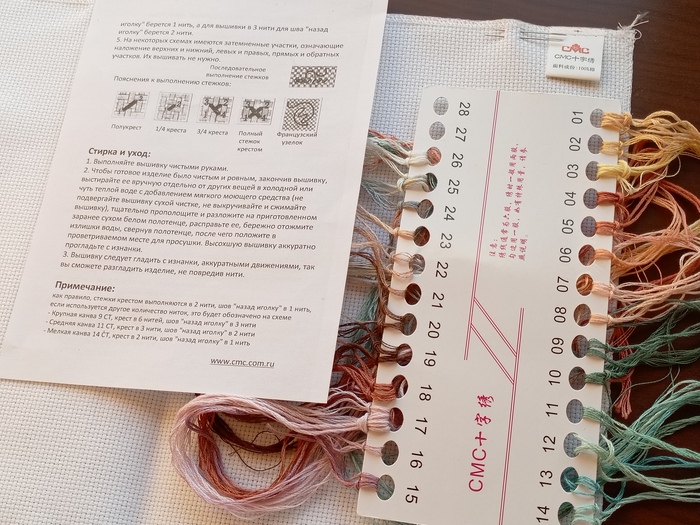 иголку" берется 1 нить, а для вышивки в 3 нити для шва "назад
иголку" берется 2 нити.
5. На некоторых схемах имеются затемненные участки, означающие
наложение верхних и нижний, левых и правых, прямых и обратных
участков. Их вышивать не нужно.
Последовательное
выполнение стежков
Пояснения к выполнению стежков:
Полукрест
1/4 креста
3/4 креста
Полный
стежок
крестом
Французский
узелок
Стирка и уход:
1. Выполняйте вышивку чистыми руками.
2. Чтобы готовое изделие было чистым и ровным, закончив вышивку,
выстирайте ее вручную отдельно от других вещей в холодной или
чуть теплой воде с добавлением мягкого моющего средства (не
подвергайте вышивку сухой чистке, не выкручивайте и сжимайте
вышивку), тщательно прополощите и разложите на приготовленном
заранее сухом белом полотенце, расправьте ее, бережно отожмите
излишки воды, свернув полотенце, после чего положите в
проветриваемом месте для просушки. Высохшую вышивку аккуратно
прогладьте с изнанки.
3. Вышивку следует гладить с изнанки, аккуратными движениями, так
вы сможете разгладить изделие, не повредив нити.
Примечание:
как правило, стежки крестом выполняются в 2 нити, шов "назад иголку" в 1 нить,
если используется другое количество ниток, это будет обозначено на схеме
- Крупная канва 9 СТ, крест в 6 нитей, шов "назад иголку" в 3 нити
- Средняя канва 11 СТ, крест в 3 нити, шов "назад иголку" в 2 нити
- Мелкая канва 14 СТ, крест в 2 нити, шов "назад иголку" в 1 нить
www.cmc.com.ru
CMC
CMC十字绣
面料成份:100%棉
28
27
26
25
24
23
22
21
20
19
18
17
16
15
01
02
03
04
05
06
07
08
09
10
11
12
13
14
CMC十字绣